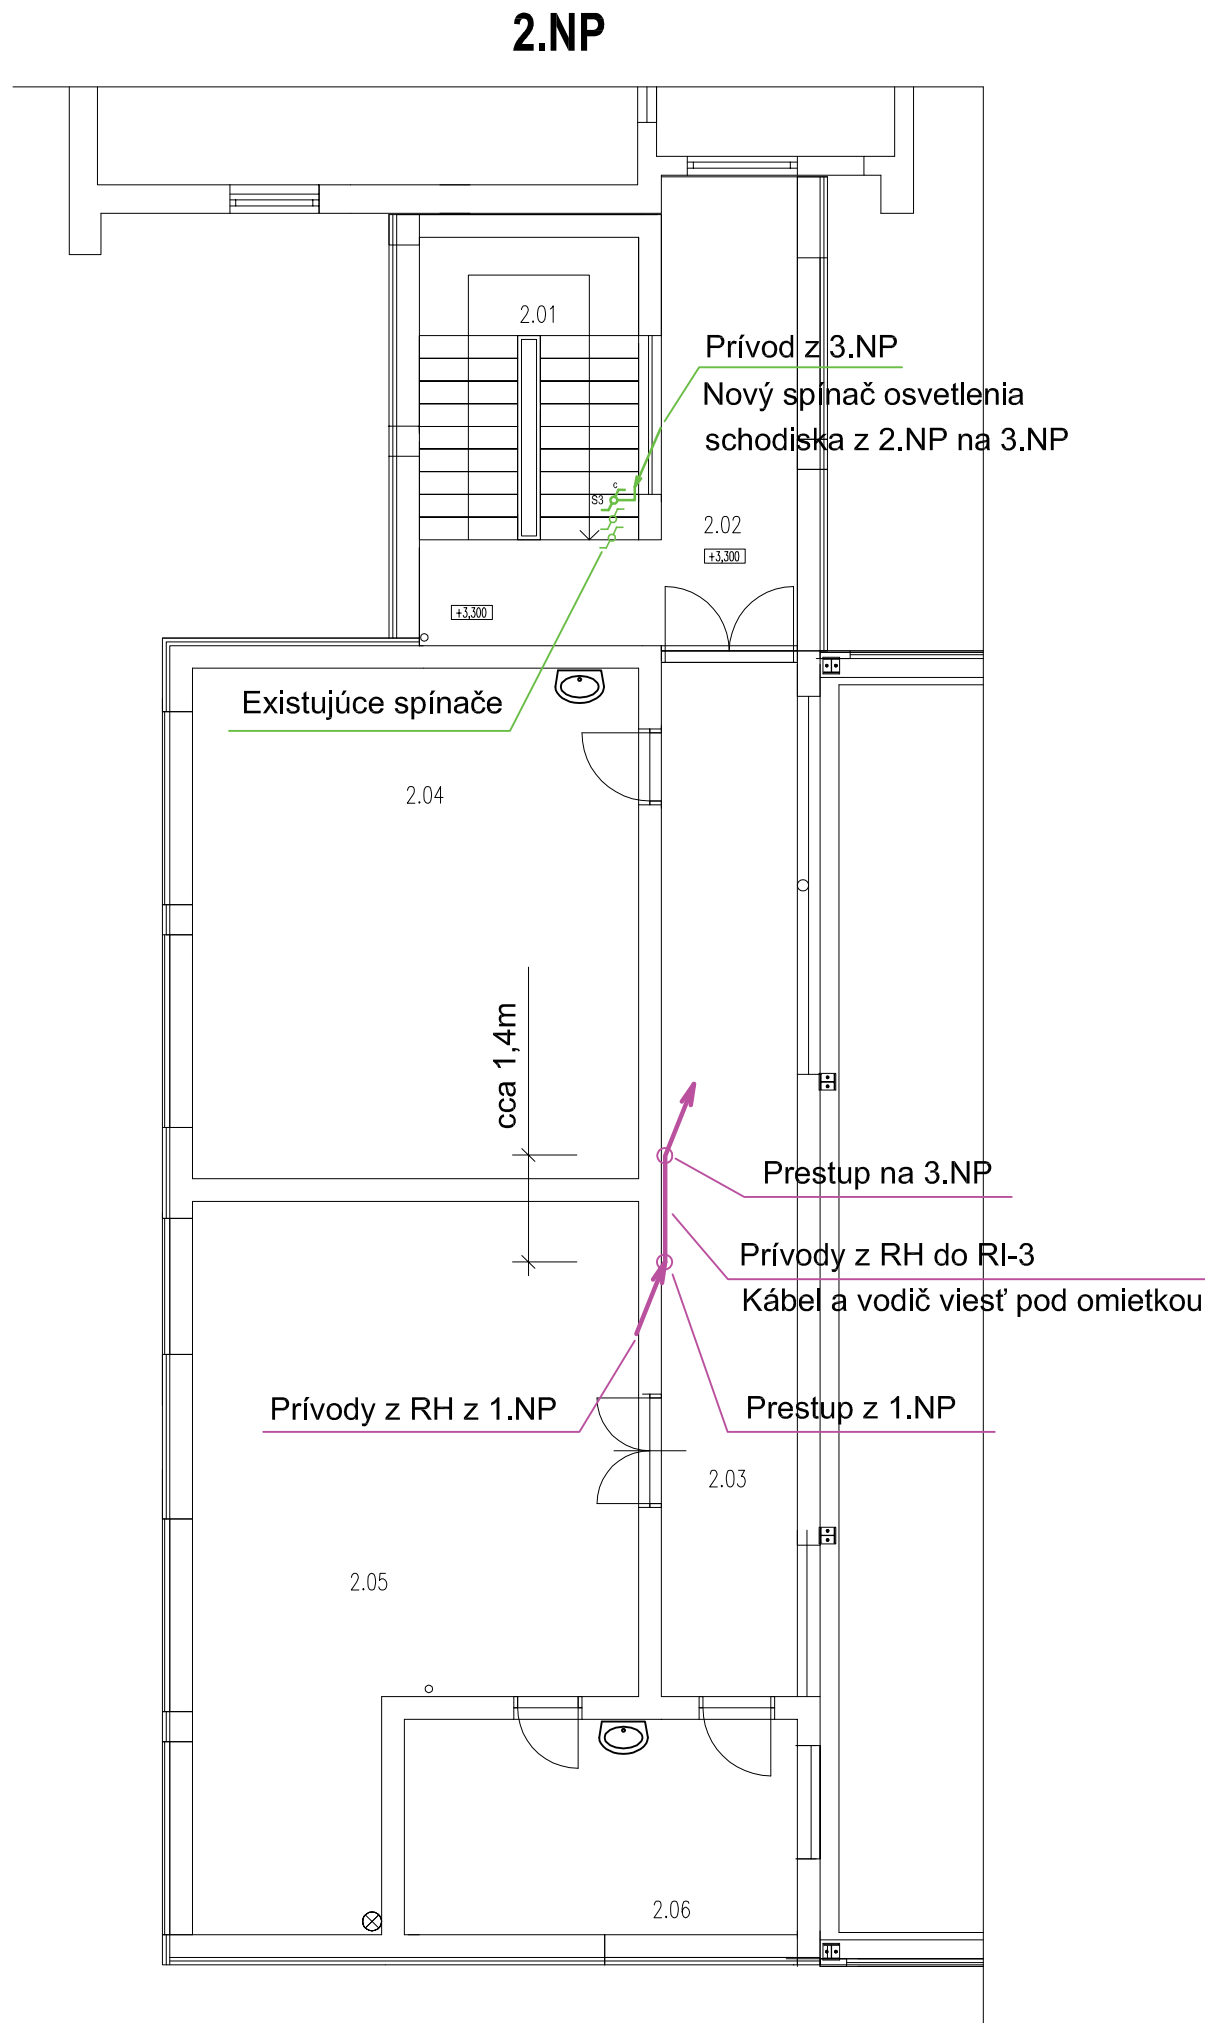 2.NP
2.01
Prívod z 3.NP
Nový spínač osvetlenia
schodiska z 2.NP na 3.NP
c
S3
2.02
+3,300
+3,300
Existujúce spínače
2.04
cca 1,4m
Prestup na 3.NP
Prívody z RH do RI-3
Kábel a vodič viesť pod omietkou
Prívody z RH z 1.NP
Prestup z 1.NP
2.03
2.05
2.06